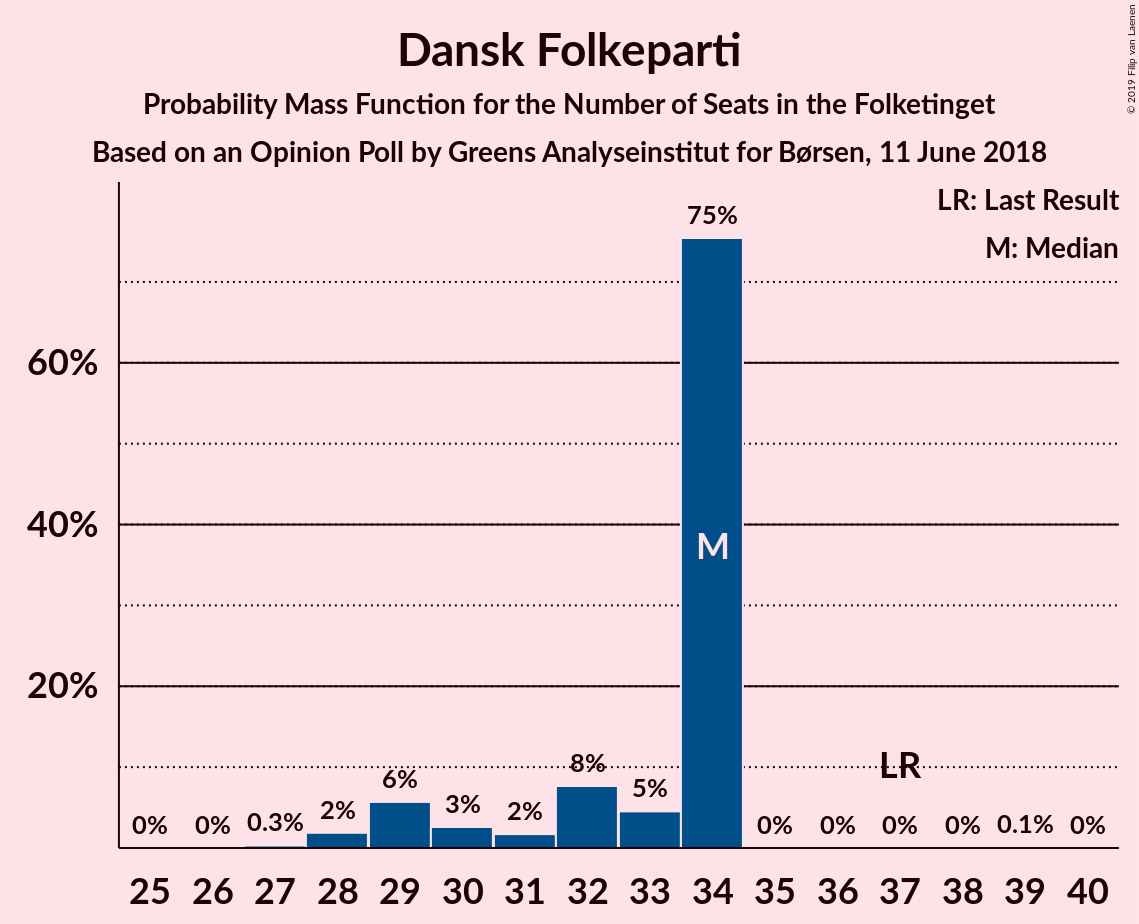 © 2019 Filip van Laenen
Dansk Folkeparti
Probability Mass Function for the Number of Seats in the Folketinget
Based on an Opinion Poll by Greens Analyseinstitut for Børsen, 11 June 2018
LR: Last Result
M: Median
60%
40%
20%
0% 0% 0.3% 2% 6% 3% 2% 8% 5% 75% 0% 0% 0% 0% 0.1% 0%
M
LR
25 26 27 28 29 30 31 32 33 34 35 36 37 38 39 40